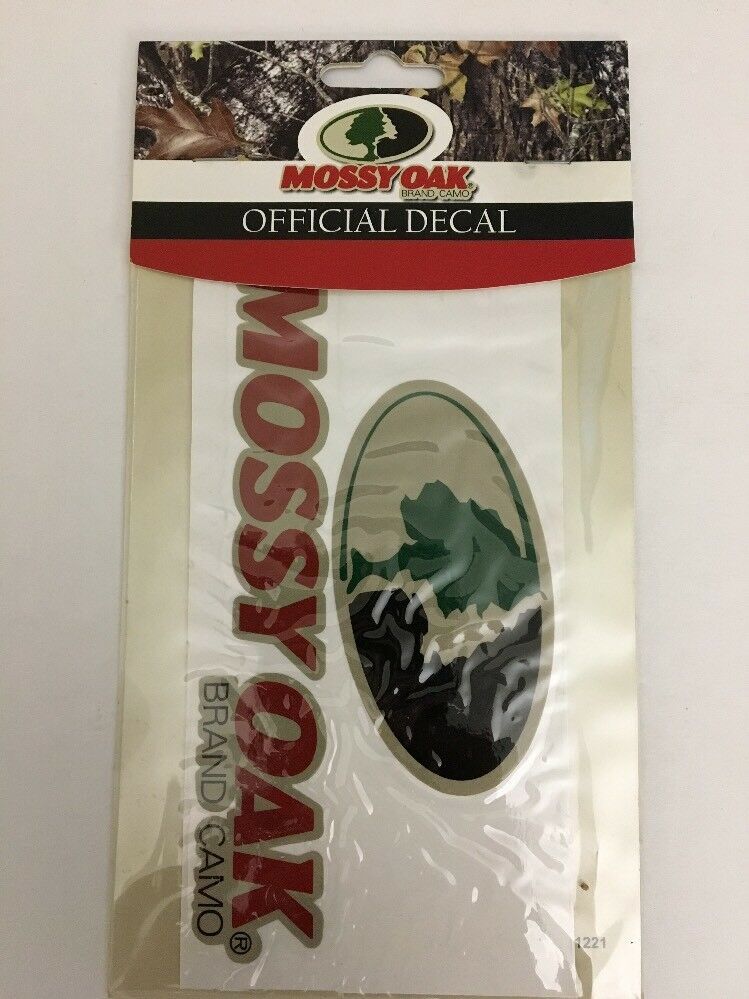 MOSSY OAK®
BRAND CAMO
OFFICIAL DECAL
MOSSY OAK®
BRAND CAMO
1221